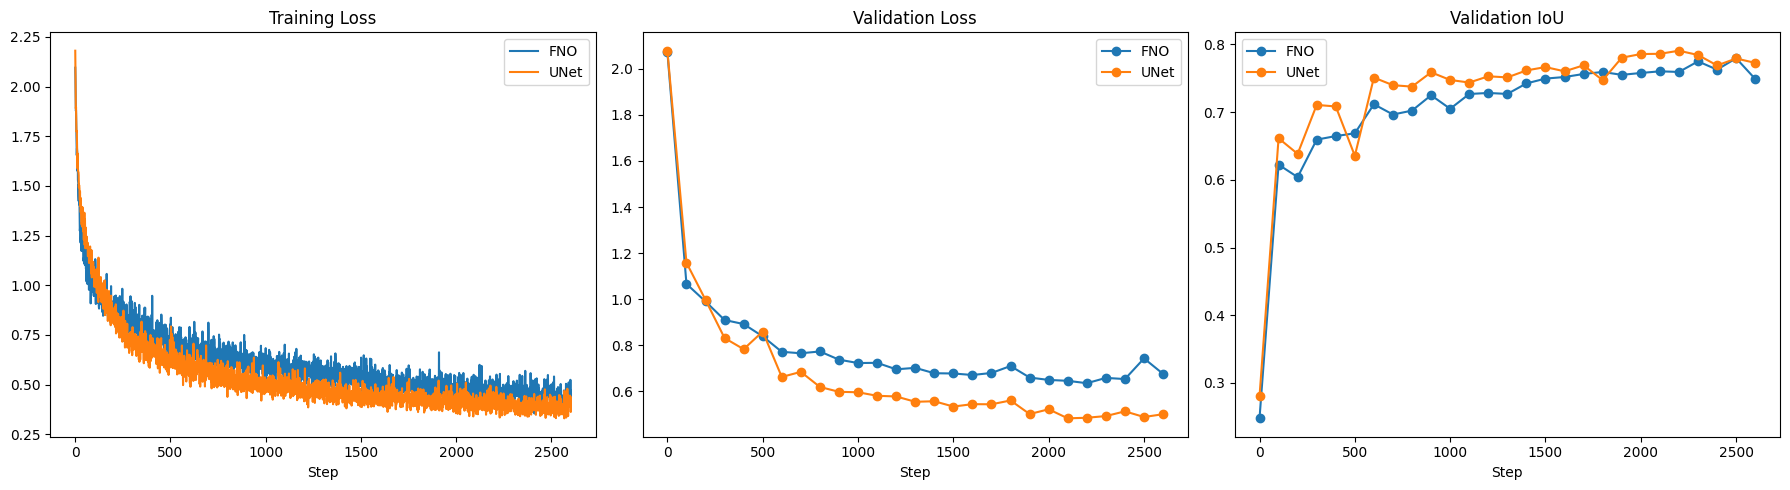 Training Loss
2.25
2.00
1.75
1.50
1.25
1.00
0.75
0.50
0.25
0 500 1000 1500 2000 2500
Step
FNO
UNet
Validation Loss
2.0
1.8
1.6
1.4
1.2
1.0
0.8
0.6
0 500 1000 1500 2000 2500
Step
FNO
UNet
Validation IoU
0.8
0.7
0.6
0.5
0.4
0.3
0 500 1000 1500 2000 2500
Step
FNO
UNet